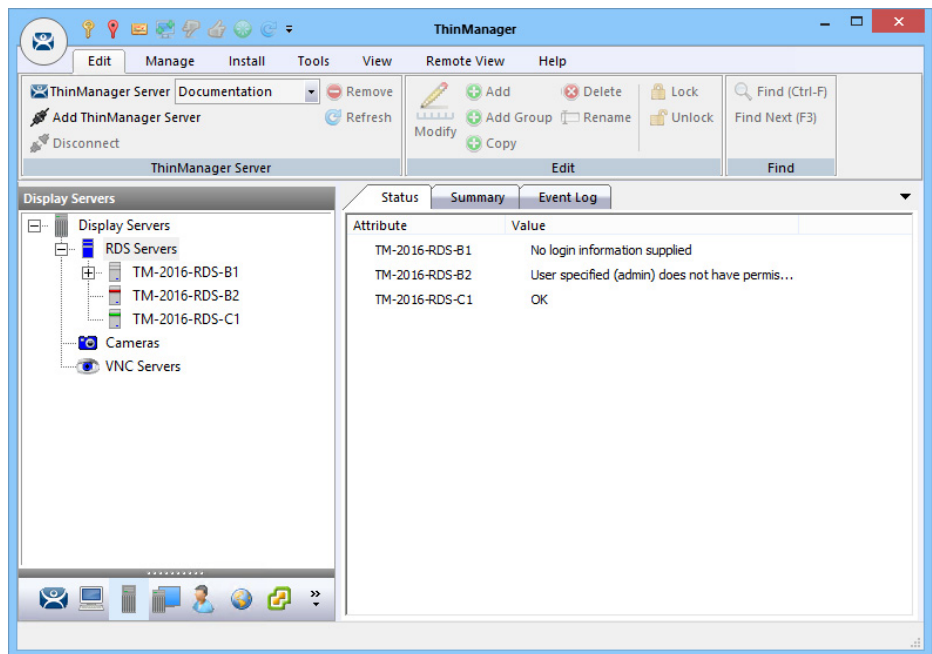 ThinManager
Edit Manage Install Tools View Remote View Help
ThinManager Server Documentation Remove
Add ThinManager Server Refresh
Disconnect
ThinManager Server
Modify
Add Delete Lock
Add Group Rename Unlock
Copy
Edit
Find (Ctrl-F)
Find Next (F3)
Find
Display Servers
Display Servers
RDS Servers
TM-2016-RDS-B1
TM-2016-RDS-B2
TM-2016-RDS-C1
Cameras
VNC Servers
Status Summary Event Log
Attribute Value
TM-2016-RDS-B1 No login information supplied
TM-2016-RDS-B2 User specified (admin) does not have permis...
TM-2016-RDS-C1 OK